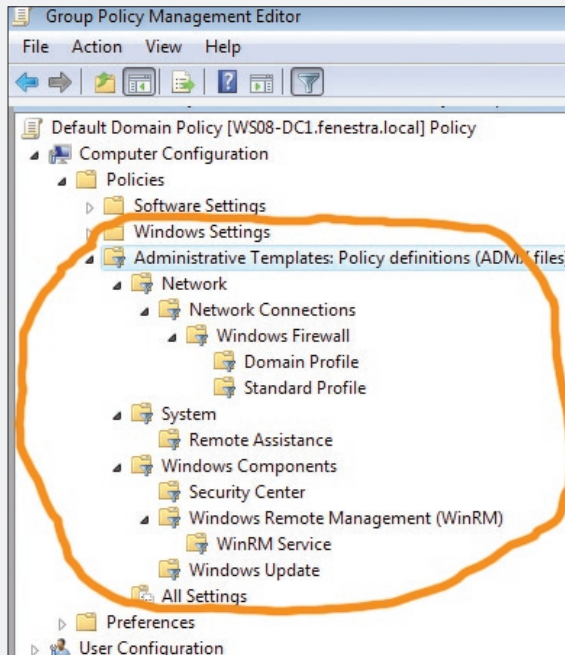 Group Policy Management Editor
File Action View Help
Default Domain Policy [WS08-DC1.fenestra.local] Policy
Computer Configuration
Policies
Software Settings
Windows Settings
Administrative Templates: Policy definitions (ADMX files)
Network
Network Connections
Windows Firewall
Domain Profile
Standard Profile
System
Remote Assistance
Windows Components
Security Center
Windows Remote Management (WinRM)
WinRM Service
Windows Update
All Settings
Preferences
User Configuration